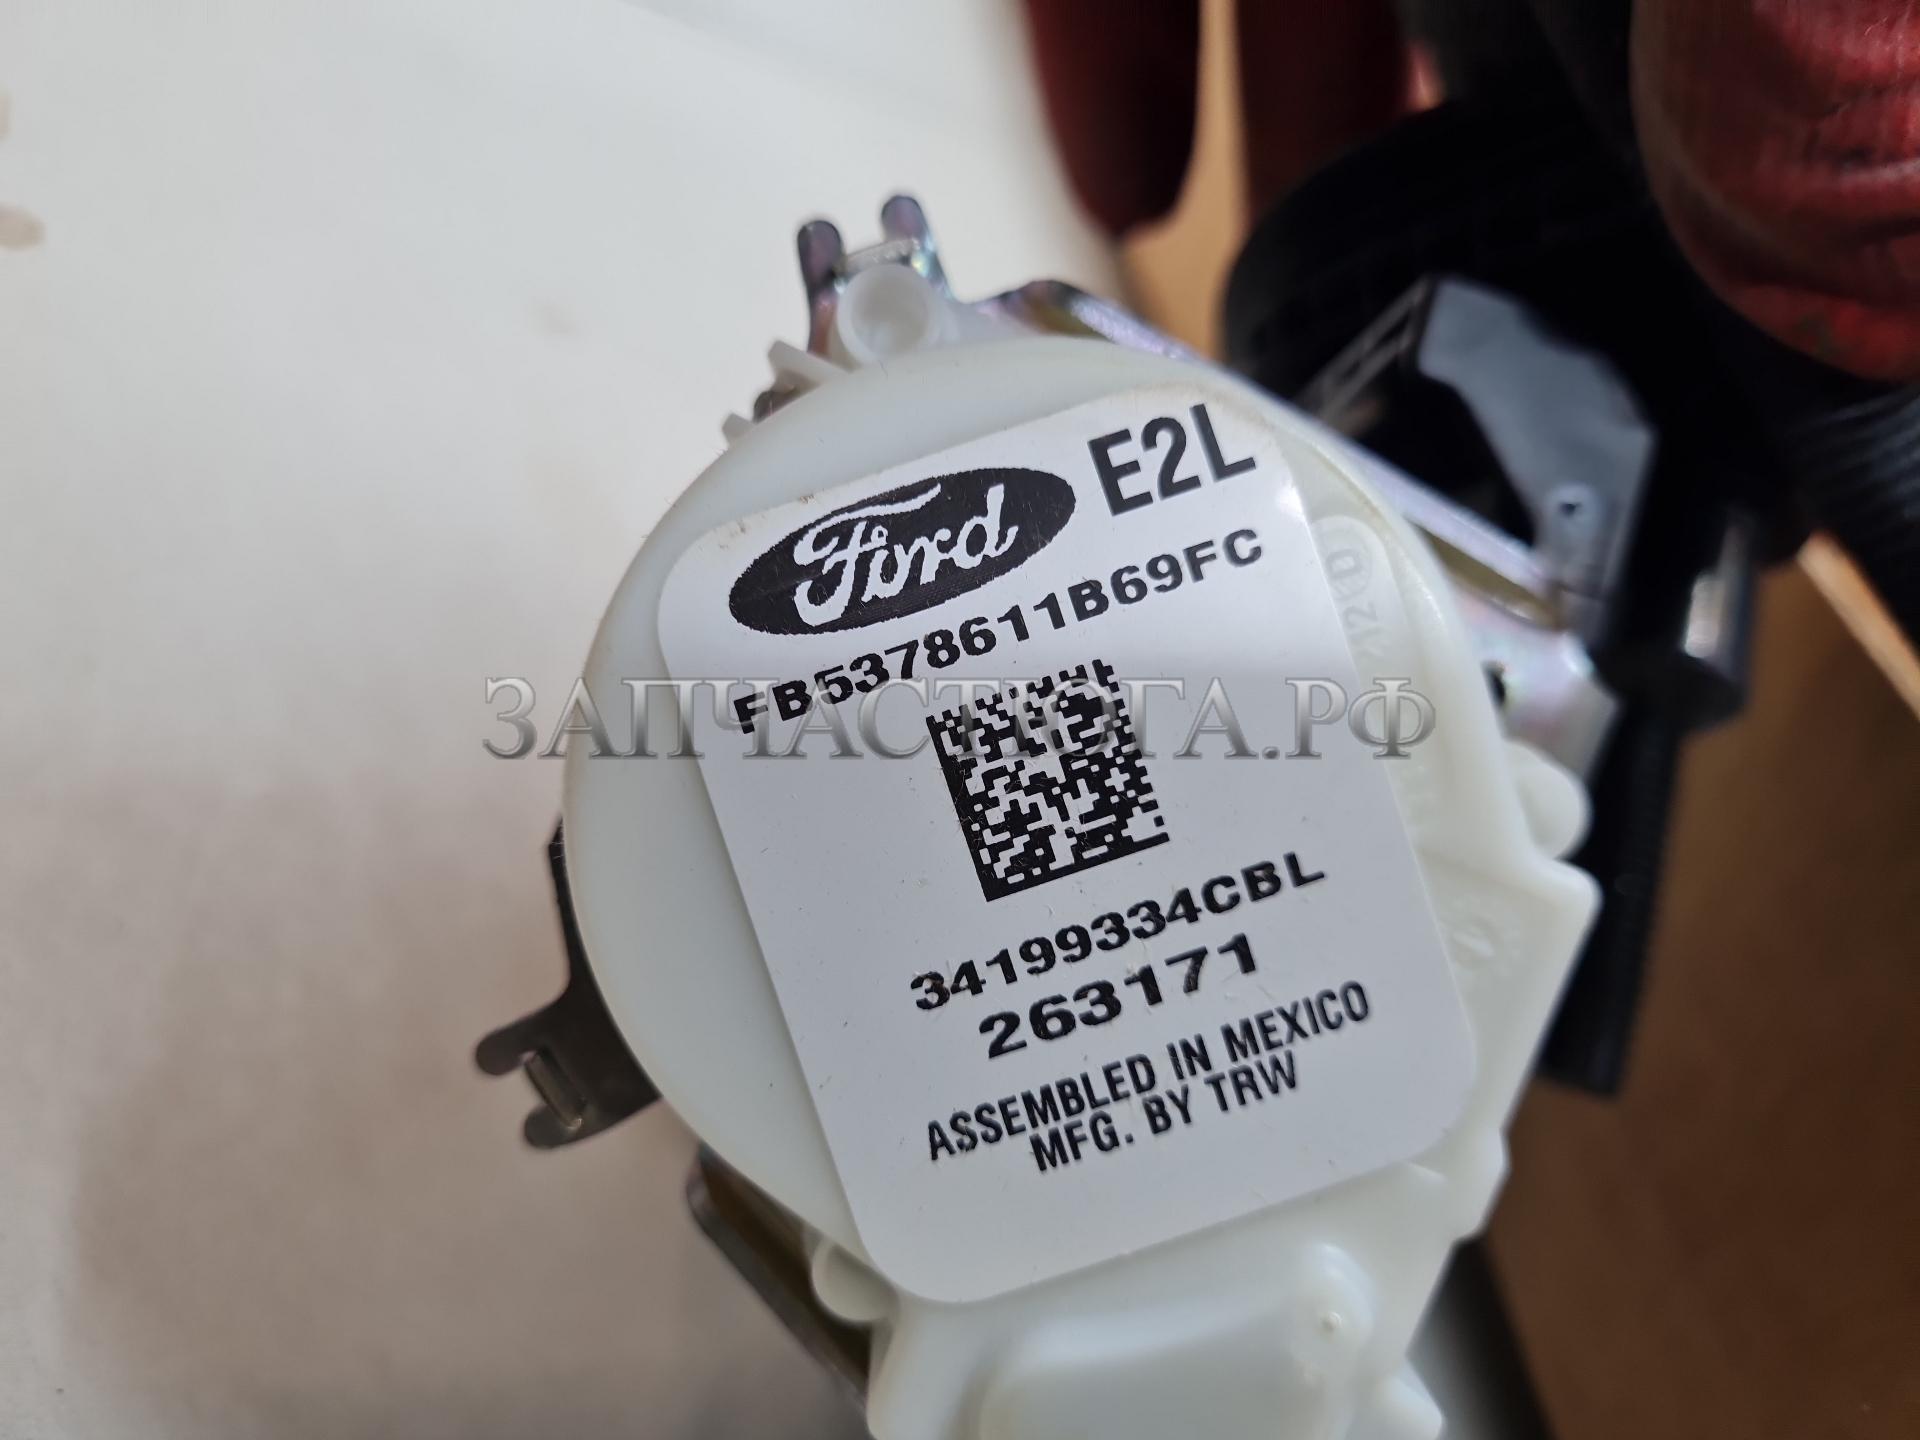 Ford E2L
FB5378611B69FC
ЗАПЧАСТЮГА.РФ
34199334CBL
263171
ASSEMBLED IN MEXICO
MFG. BY TRW